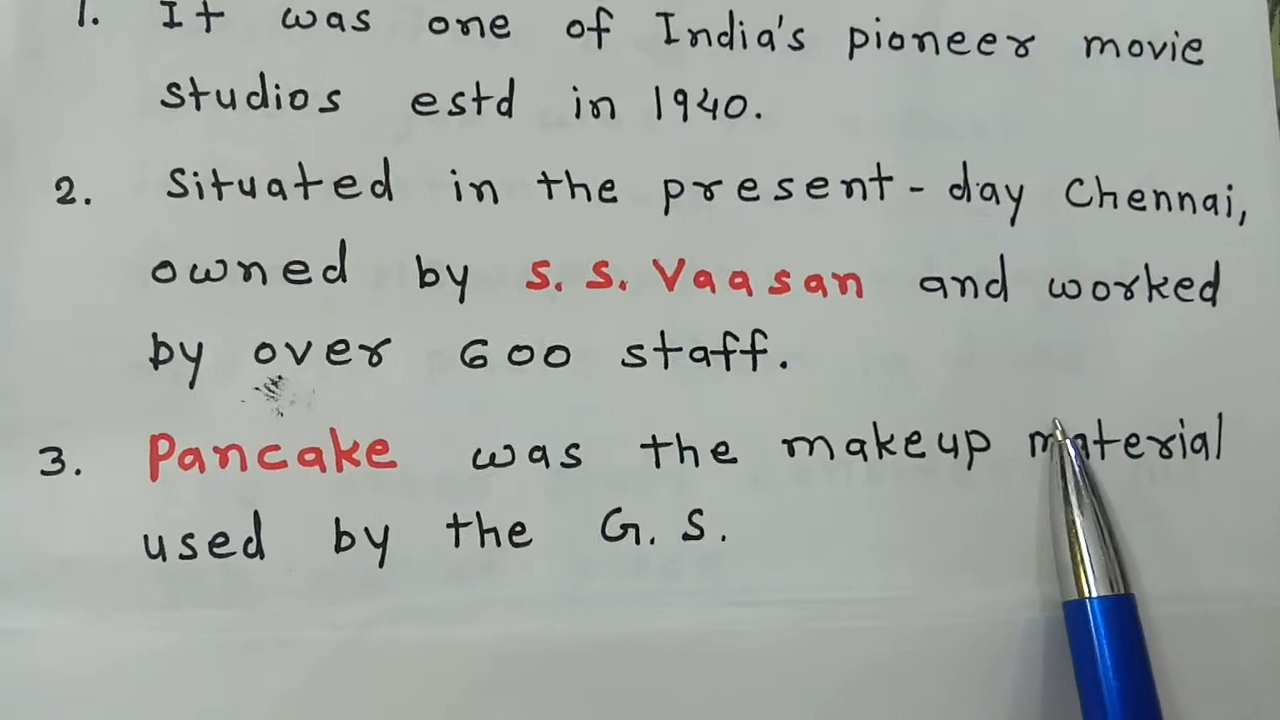 1. It was one of India's pioneer movie
studios estd in 1940.
2. Situated in the present-day Chennai,
owned by S. S. Vaasan and worked
by over 600 staff.
3. Pancake was the makeup material
used by the G. S.